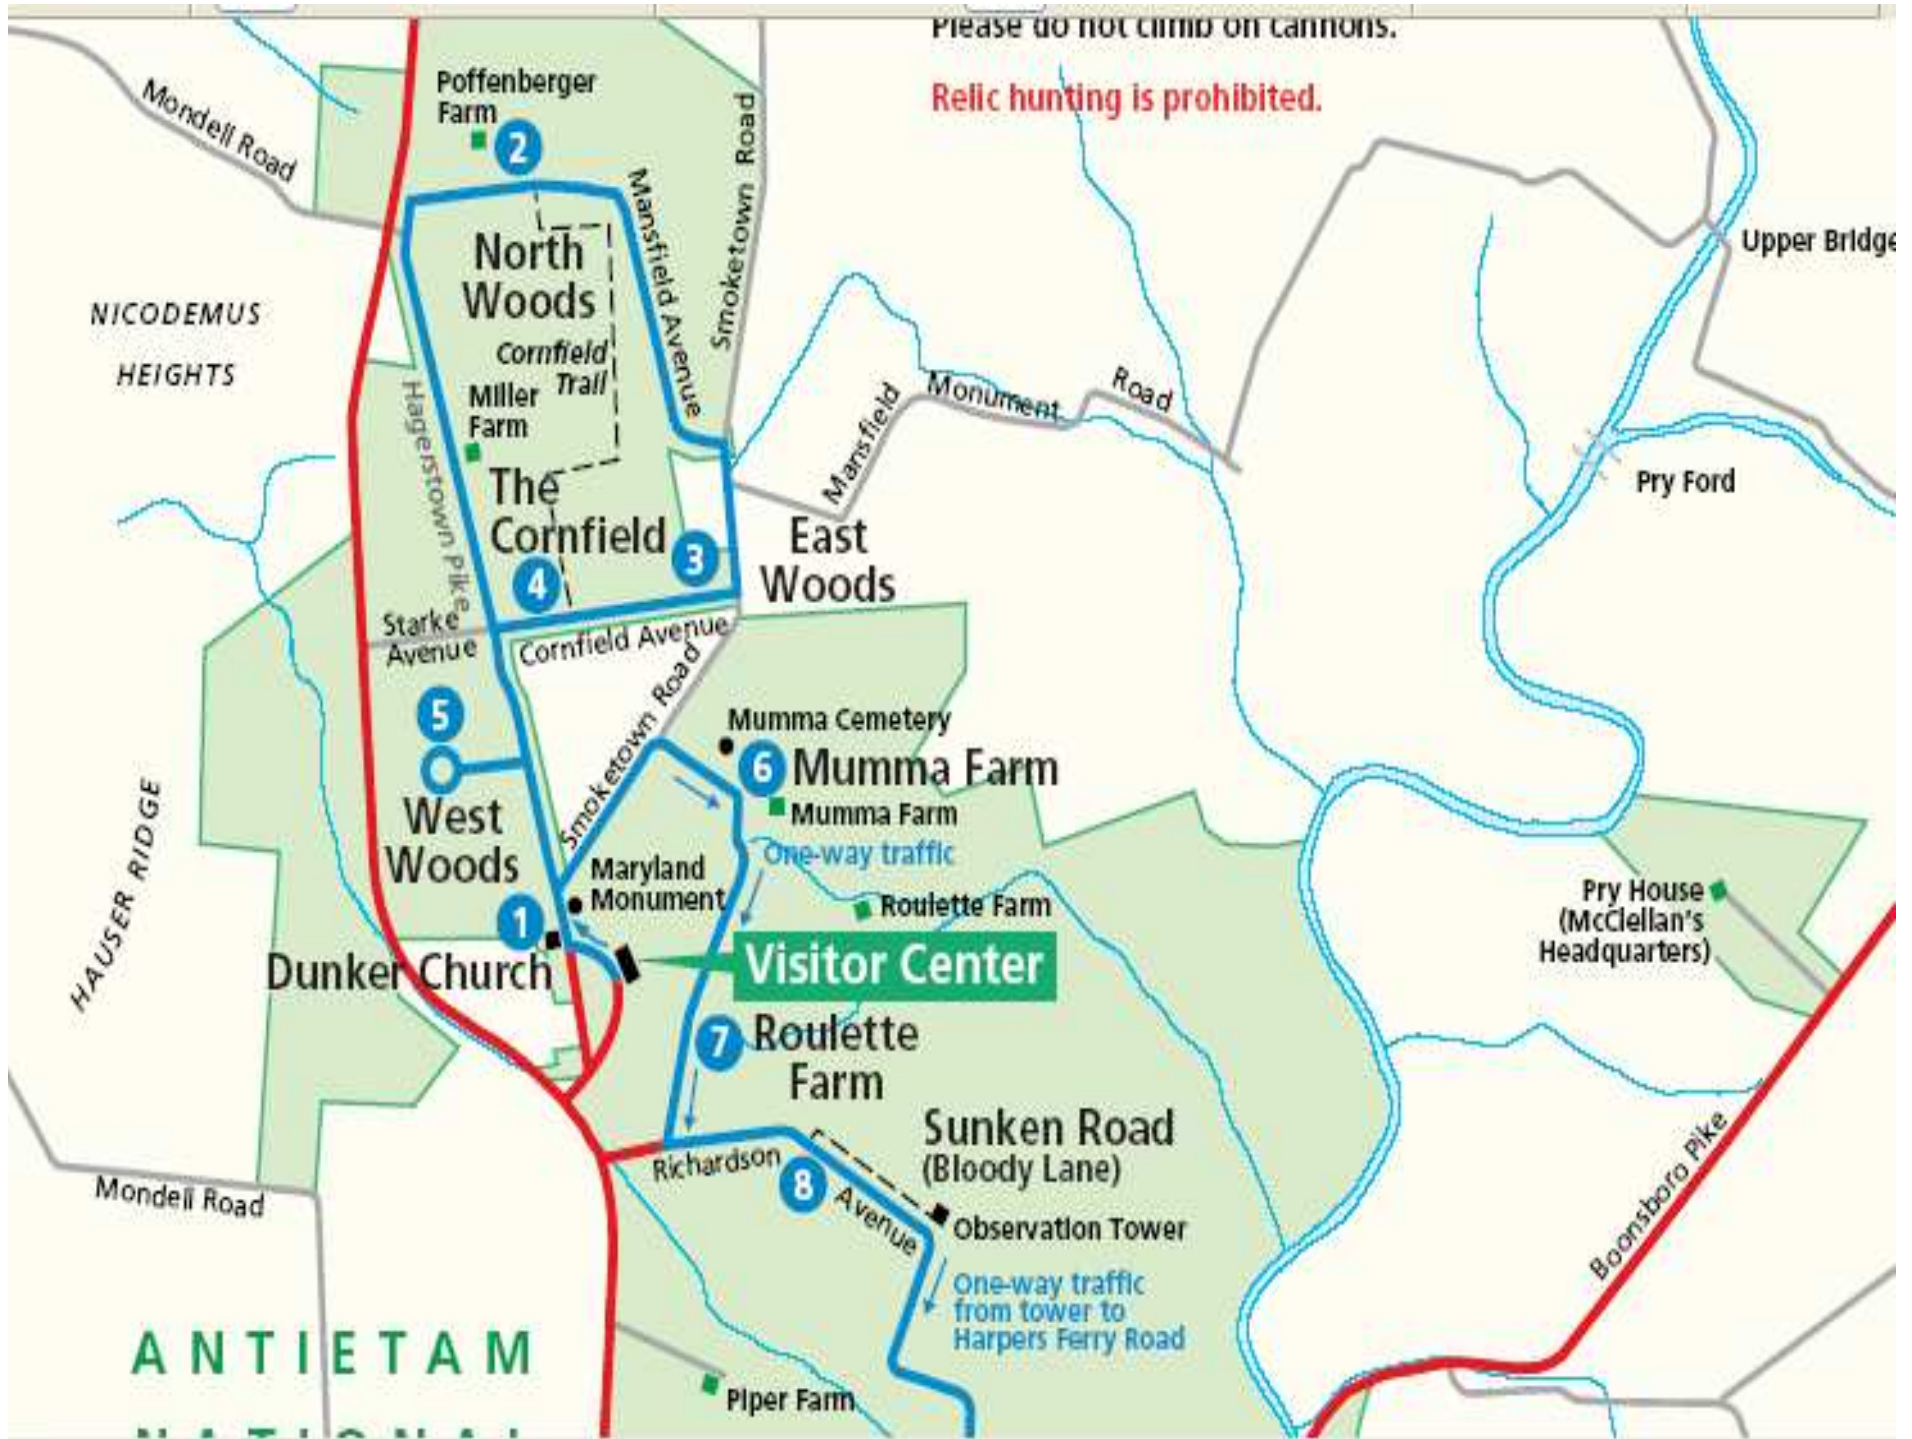 Please do not climb on cannons.
Relic hunting is prohibited.
Poffenberger
Farm
2
Mondell Road
Smoketown Road
Mansfield Avenue
North
Woods
Upper Bridge
NICODEMUS
HEIGHTS
Cornfield
Trail
Miller
Farm
Hagerstown Pike
Mansfield
Monument
Road
The
Cornfield
Pry Ford
3
4
East
Woods
Starke
Avenue
Cornfield Avenue
Smoketown Road
5
Mumma Cemetery
6
Mumma Farm
Mumma Farm
One-way traffic
West
Woods
HAUSER RIDGE
Maryland
Monument
Roulette Farm
Pry House
(McClellan's
Headquarters)
1
Dunker Church
Visitor Center
7
Roulette
Farm
Sunken Road
(Bloody Lane)
Richardson
Avenue
8
Observation Tower
Mondell Road
Boonsboro Pike
One-way traffic
from tower to
Harpers Ferry Road
ANTIETAM
Piper Farm
NATIONAL